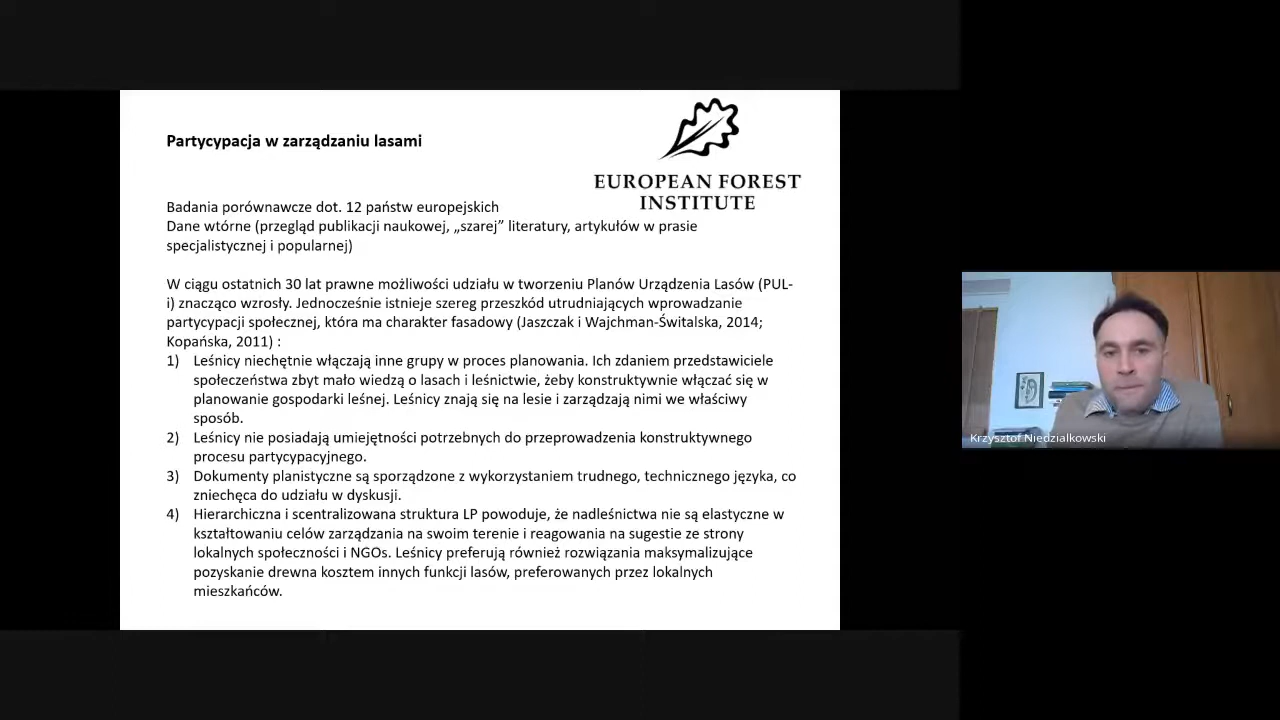 Partycypacja w zarządzaniu lasami
EUROPEAN FOREST
INSTITUTE
Badania porównawcze dot. 12 państw europejskich
Dane wtórne (przegląd publikacji naukowej, „szarej” literatury, artykułów w prasie
specjalistycznej i popularnej)
W ciągu ostatnich 30 lat prawne możliwości udziału w tworzeniu Planów Urządzenia Lasów (PUL-
i) znacząco wzrosły. Jednocześnie istnieje szereg przeszkód utrudniających wprowadzanie
partycypacji społecznej, która ma charakter fasadowy (Jaszczak i Wajchman-Świtalska, 2014;
Kopańska, 2011) :
1) Leśnicy niechętnie włączają inne grupy w proces planowania. Ich zdaniem przedstawiciele
społeczeństwa zbyt mało wiedzą o lasach i leśnictwie, żeby konstruktywnie włączać się w
planowanie gospodarki leśnej. Leśnicy znają się na lesie i zarządzają nimi we właściwy
sposób.
2) Leśnicy nie posiadają umiejętności potrzebnych do przeprowadzenia konstruktywnego
procesu partycypacyjnego.
3) Dokumenty planistyczne są sporządzone z wykorzystaniem trudnego, technicznego języka, co
zniechęca do udziału w dyskusji.
4) Hierarchiczna i scentralizowana struktura LP powoduje, że nadleśnictwa nie są elastyczne w
kształtowaniu celów zarządzania na swoim terenie i reagowania na sugestie ze strony
lokalnych społeczności i NGOs. Leśnicy preferują również rozwiązania maksymalizujące
pozyskanie drewna kosztem innych funkcji lasów, preferowanych przez lokalnych
mieszkańców.
Krzysztof Niedziałkowski